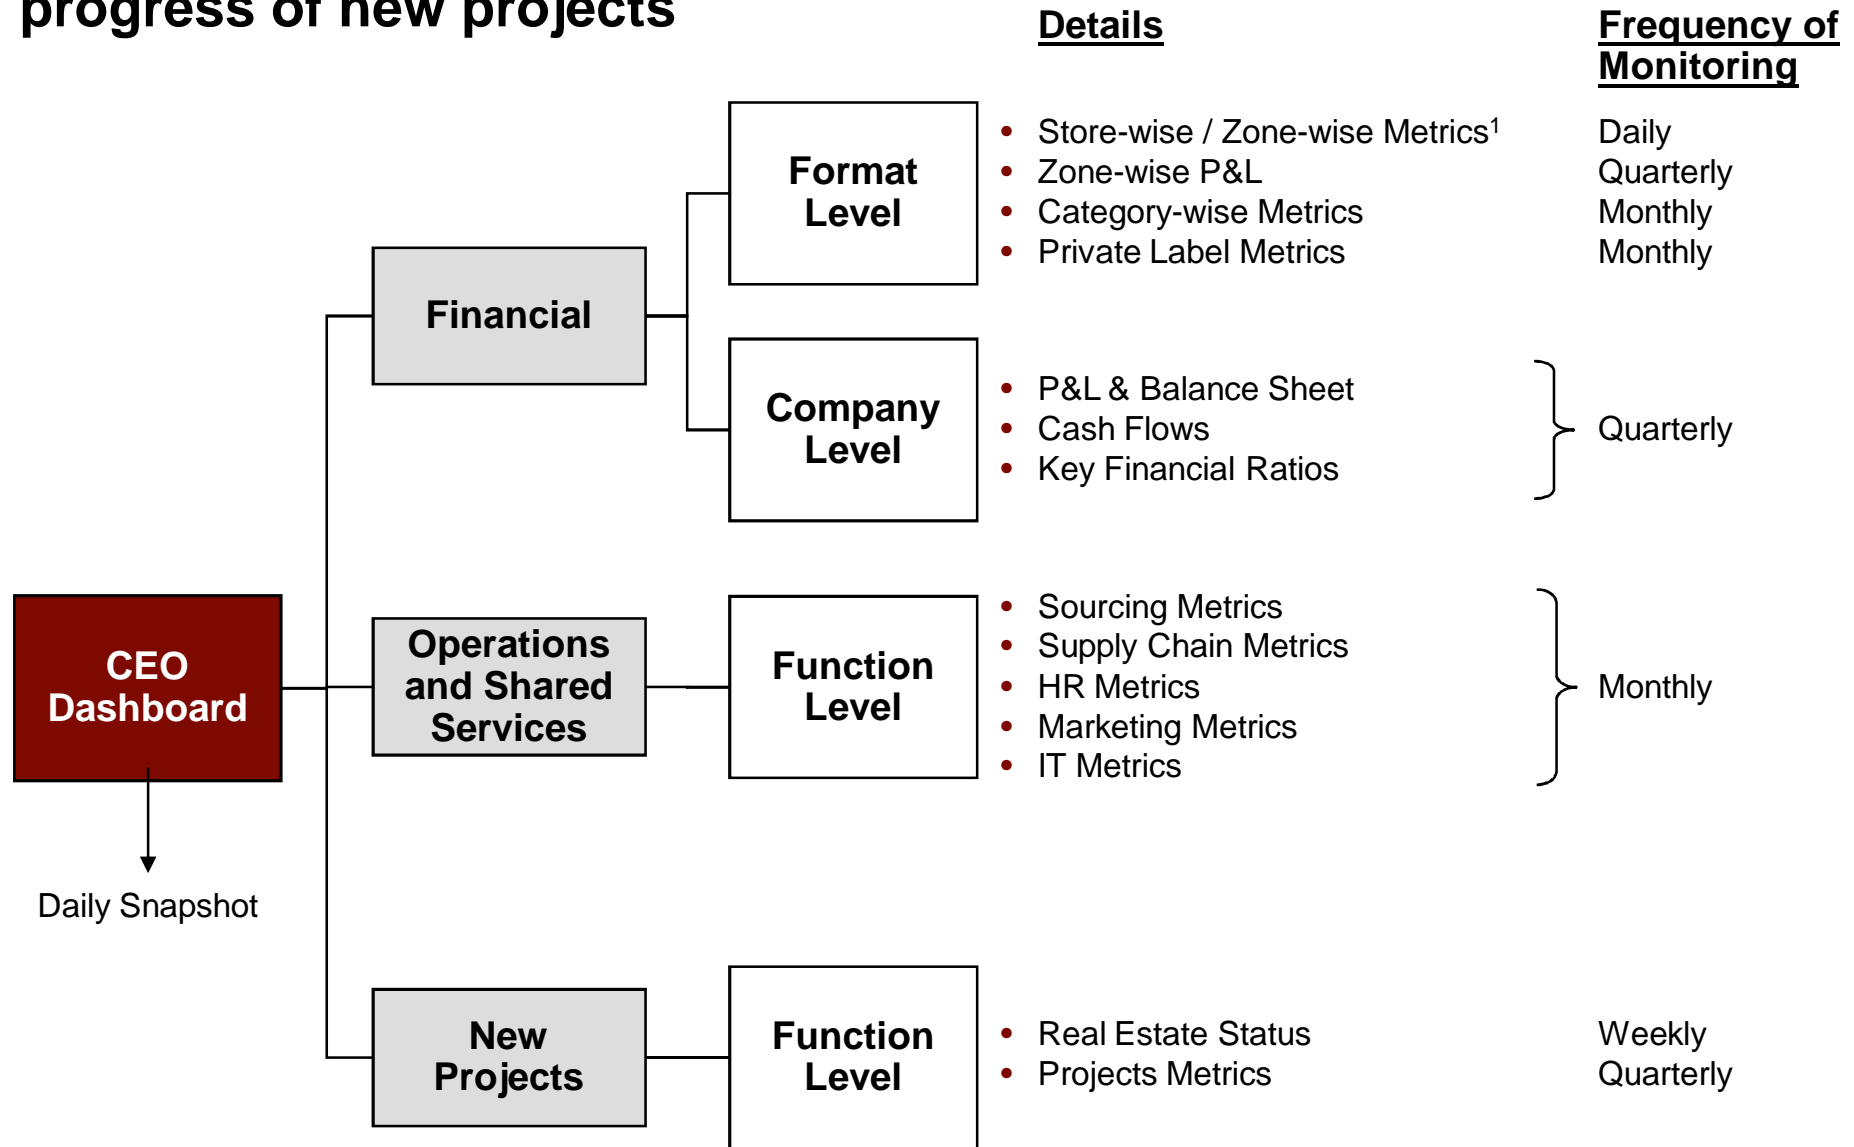 progress of new projects
Details
Frequency of
Monitoring
Format
Level
• Store-wise / Zone-wise Metrics¹
Daily
• Zone-wise P&L
Quarterly
• Category-wise Metrics
Monthly
• Private Label Metrics
Monthly
Financial
Company
Level
• P&L & Balance Sheet
• Cash Flows
• Key Financial Ratios
Quarterly
CEO
Dashboard
Daily Snapshot
Operations
and Shared
Services
Function
Level
• Sourcing Metrics
• Supply Chain Metrics
• HR Metrics
• Marketing Metrics
• IT Metrics
Monthly
New
Projects
Function
Level
• Real Estate Status
Weekly
• Projects Metrics
Quarterly